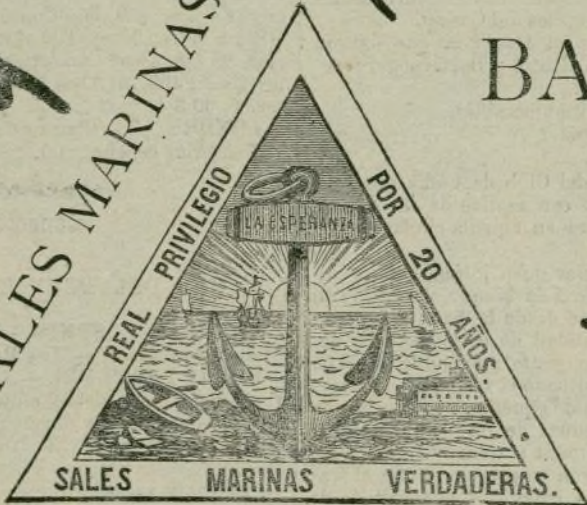 SALES MARINAS
BA
REAL PRIVILEGIO
POR 20 AÑOS.
LA ESPERANZA
SALES MARINAS VERDADERAS.